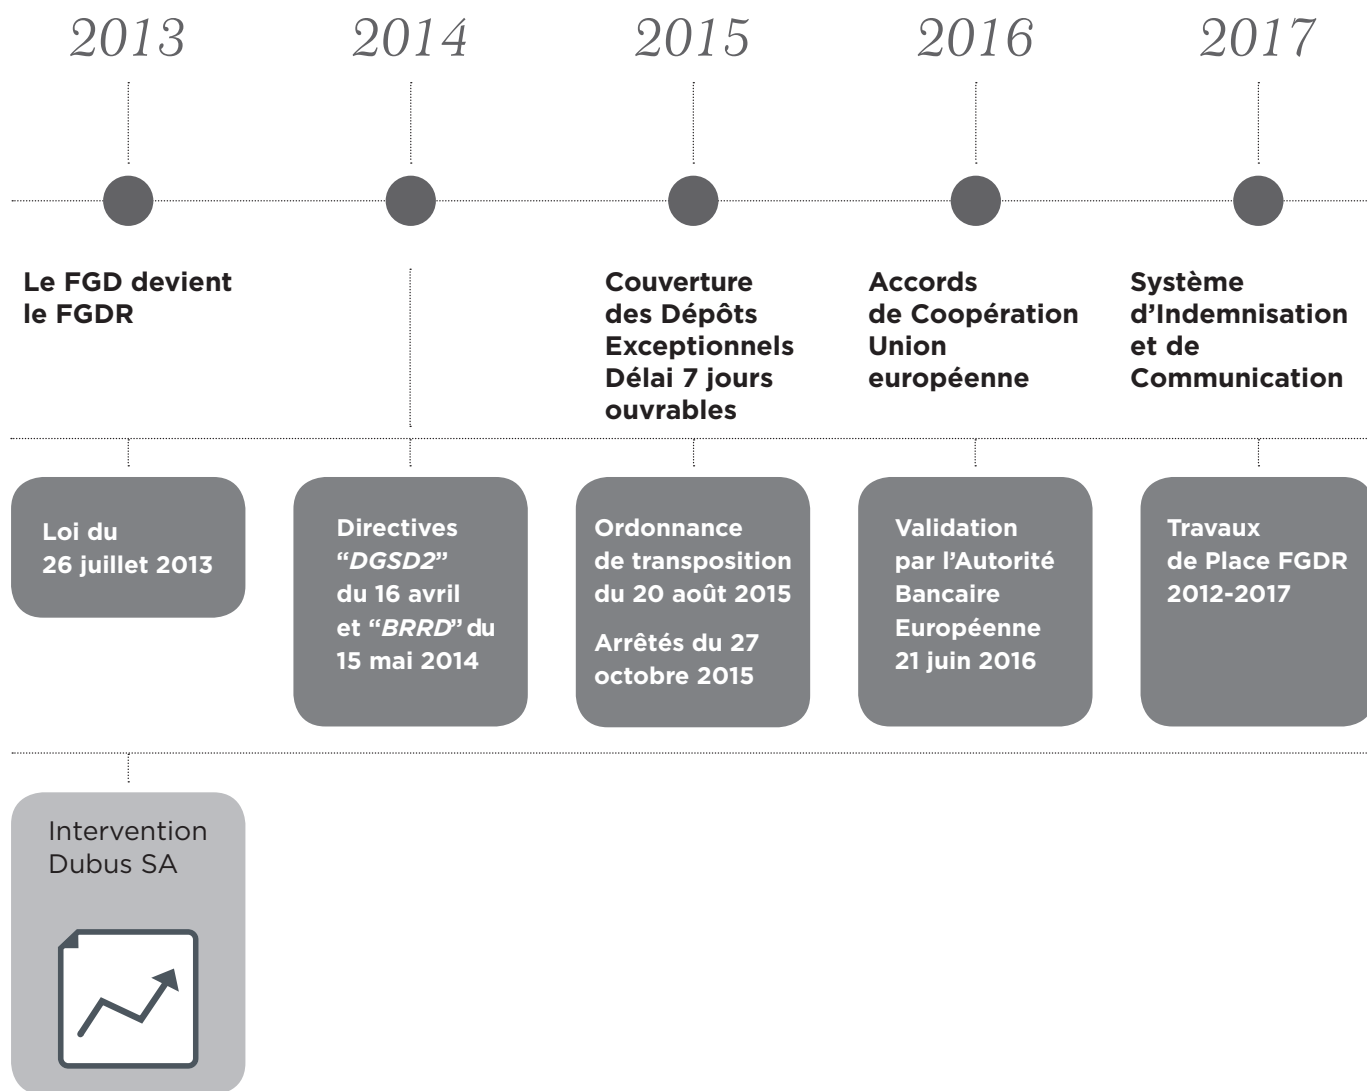 2013
2014
2015
2016
2017
Le FGD devient
le FGDR
Couverture
des Dépôts
Exceptionnels
Délai 7 jours
ouvrables
Accords
de Coopération
Union
européenne
Système
d’Indemnisation
et de
Communication
Loi du
26 juillet 2013
Directives
“DGSD2”
du 16 avril
et “BRRD” du
15 mai 2014
Ordonnance
de transposition
du 20 août 2015
Arrêtés du 27
octobre 2015
Validation
par l’Autorité
Bancaire
Européenne
21 juin 2016
Travaux
de Place FGDR
2012-2017
Intervention
Dubus SA